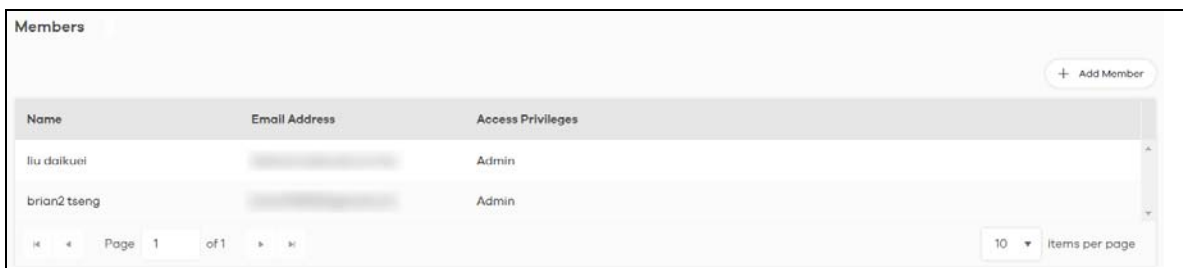 Members
+ Add Member
Name Email Address Access Privileges
liu daikuei Admin
brian2 tseng Admin
Page 1 of 1 10 items per page